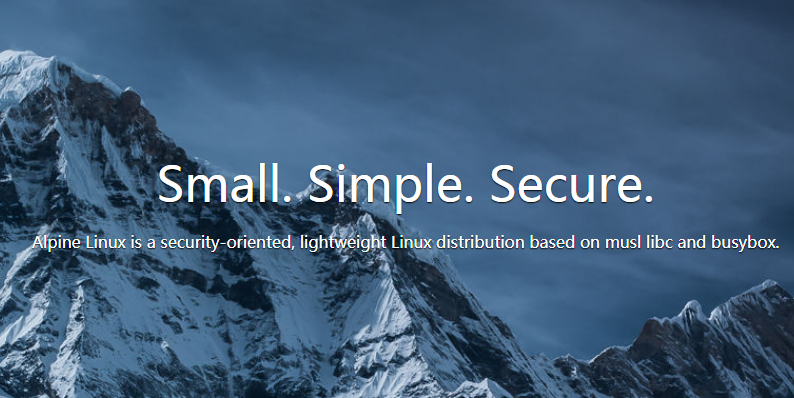 Small. Simple. Secure.
Alpine Linux is a security-oriented, lightweight Linux distribution based on musl libc and busybox.